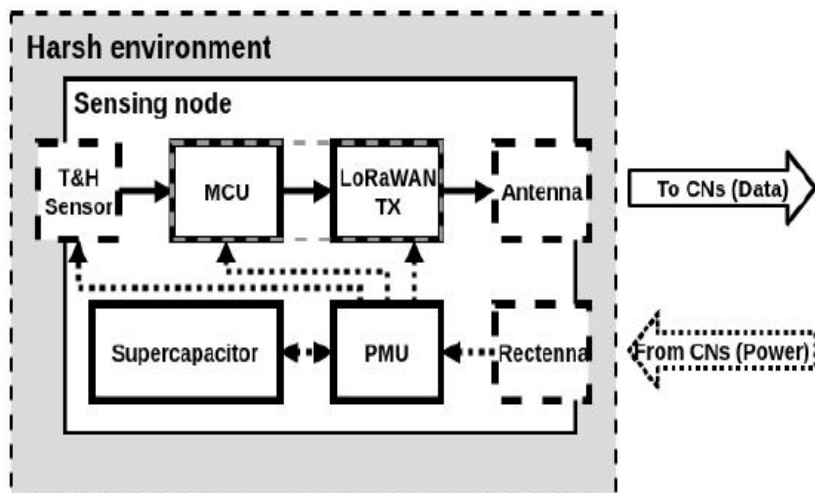 Harsh environment
Sensing node
T&H
Sensor
MCU
LoRaWAN
TX
Antenna
To CNs (Data)
Supercapacitor
PMU
Rectenna
From CNs (Power)